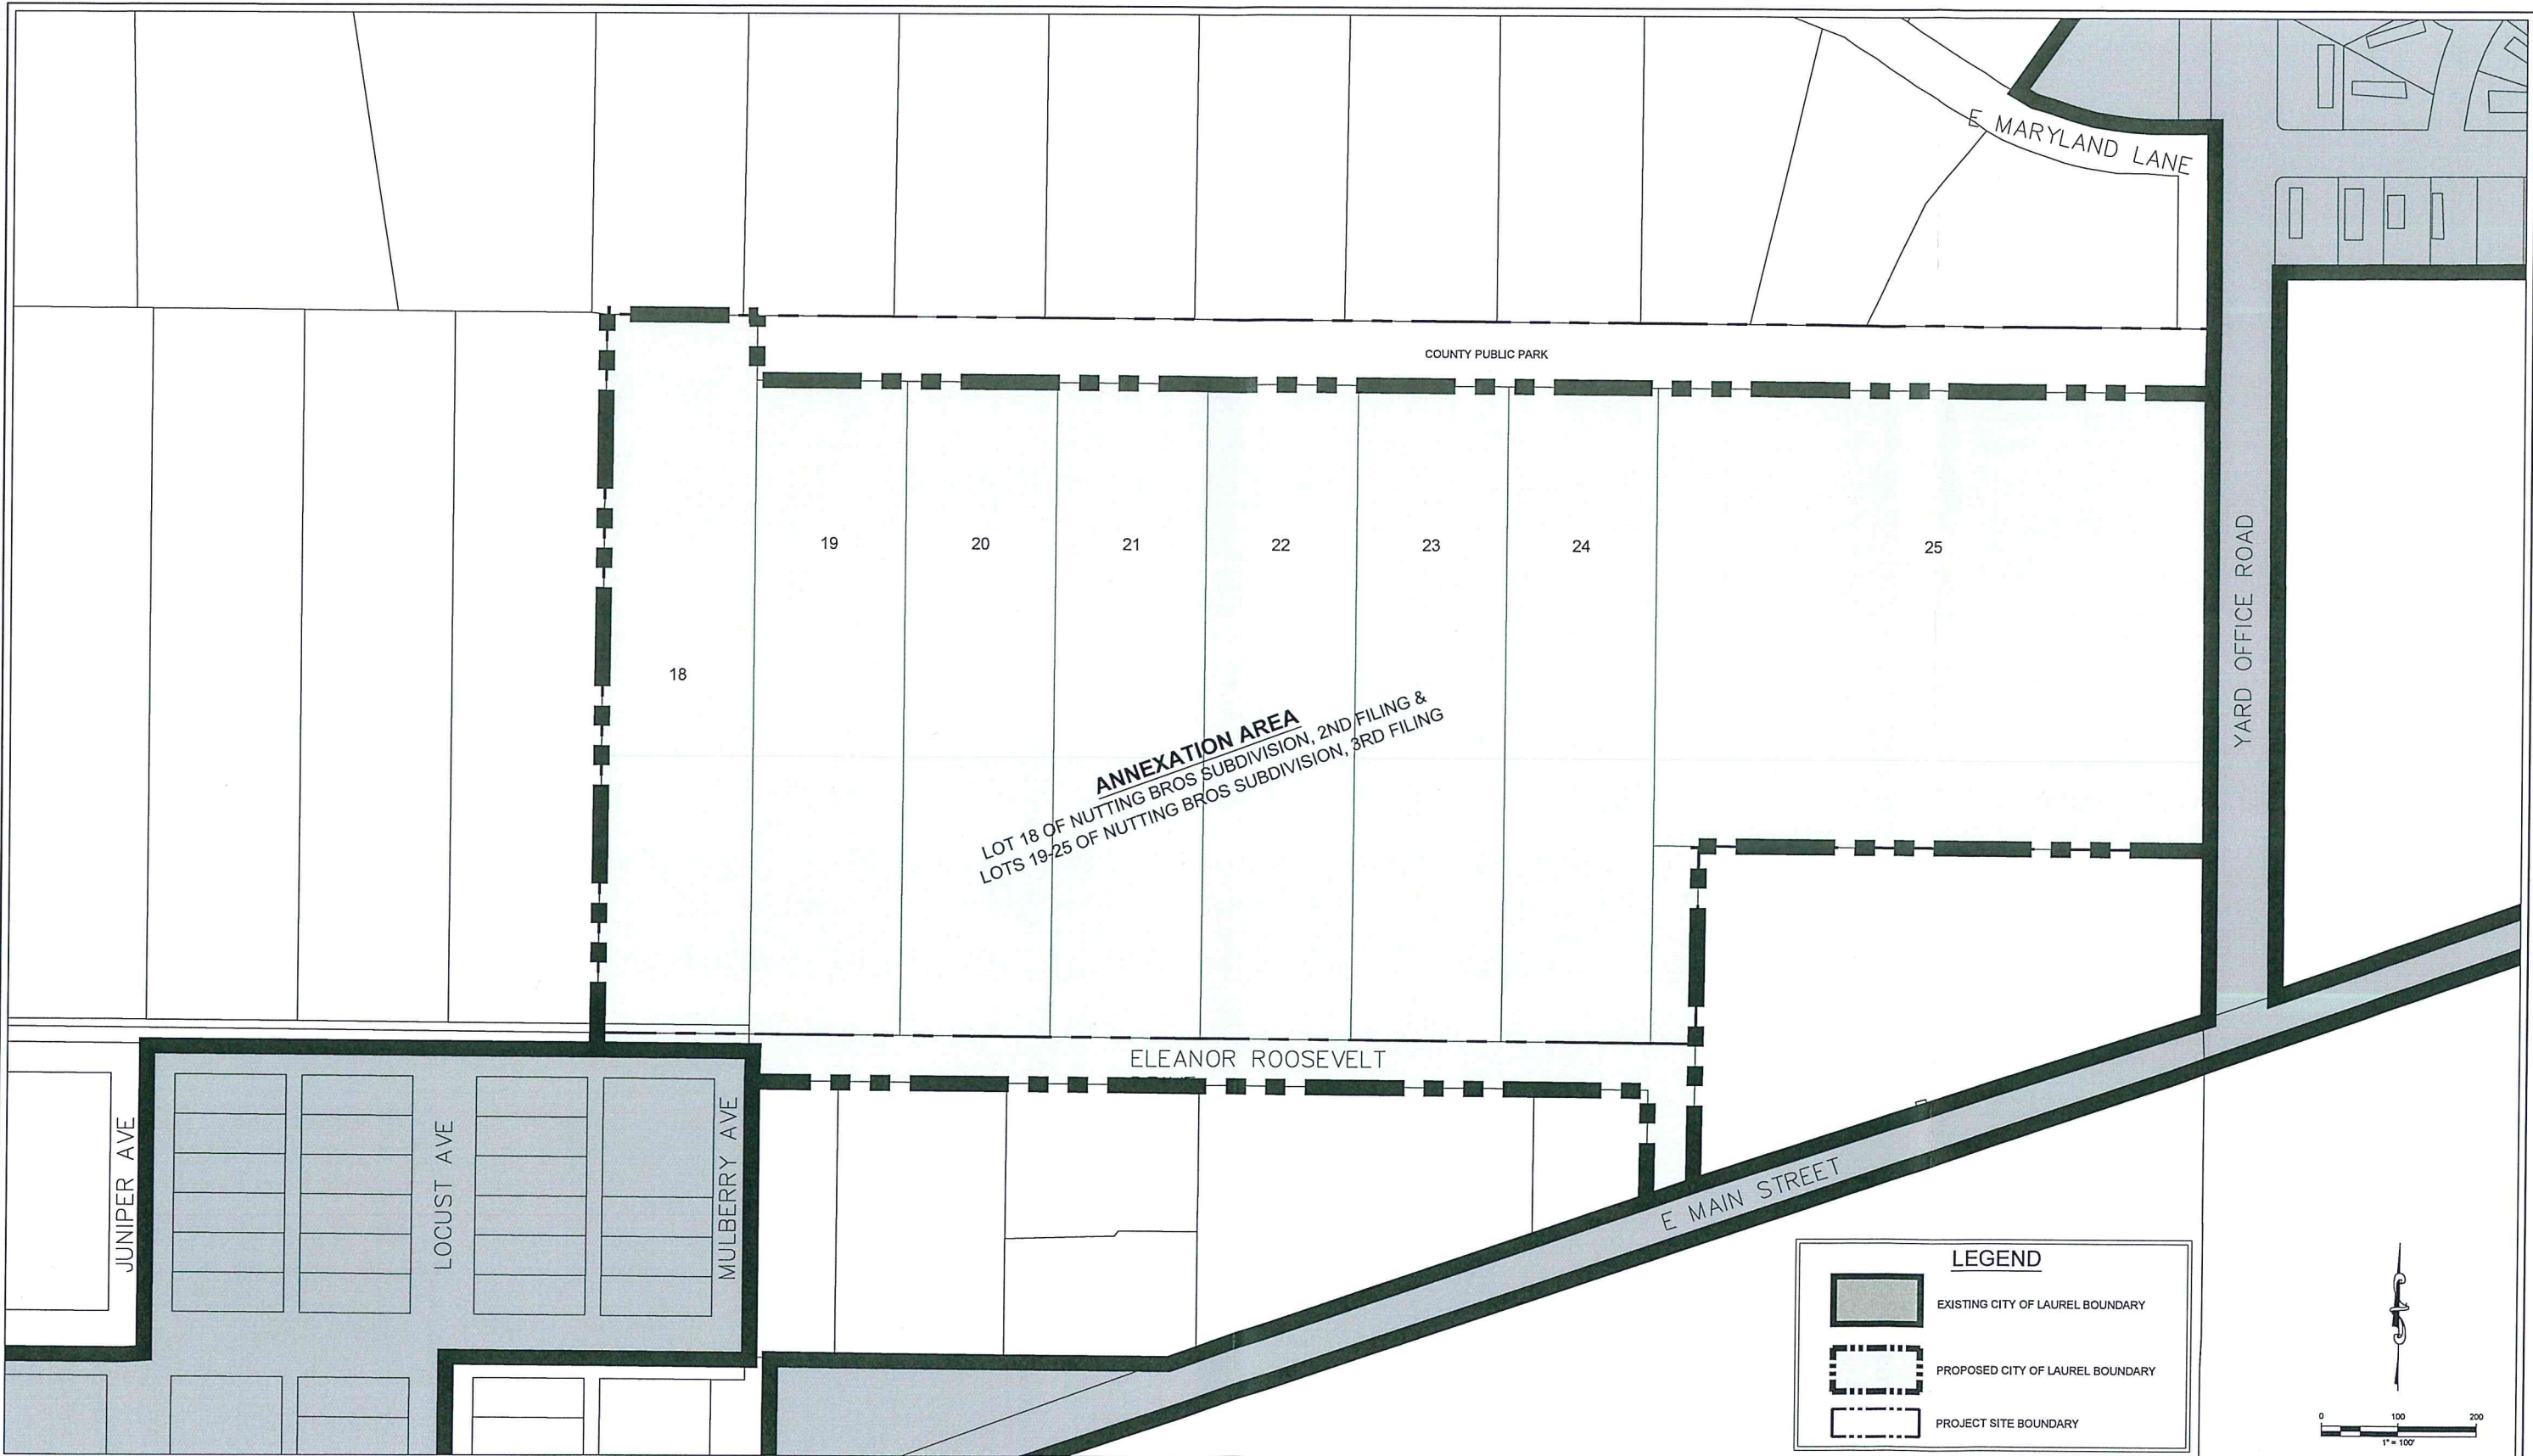 E MARYLAND LANE
COUNTY PUBLIC PARK
19
20
21
22
23
24
25
18
YARD OFFICE ROAD
ANNEXATION AREA
LOT 18 OF NUTTING BROS SUBDIVISION, 2ND FILING &
LOTS 19-25 OF NUTTING BROS SUBDIVISION, 3RD FILING
ELEANOR ROOSEVELT
JUNIPER AVE
LOCUST AVE
MULBERRY AVE
E MAIN STREET
LEGEND
EXISTING CITY OF LAUREL BOUNDARY
PROPOSED CITY OF LAUREL BOUNDARY
PROJECT SITE BOUNDARY
0 100 200
1" = 100'